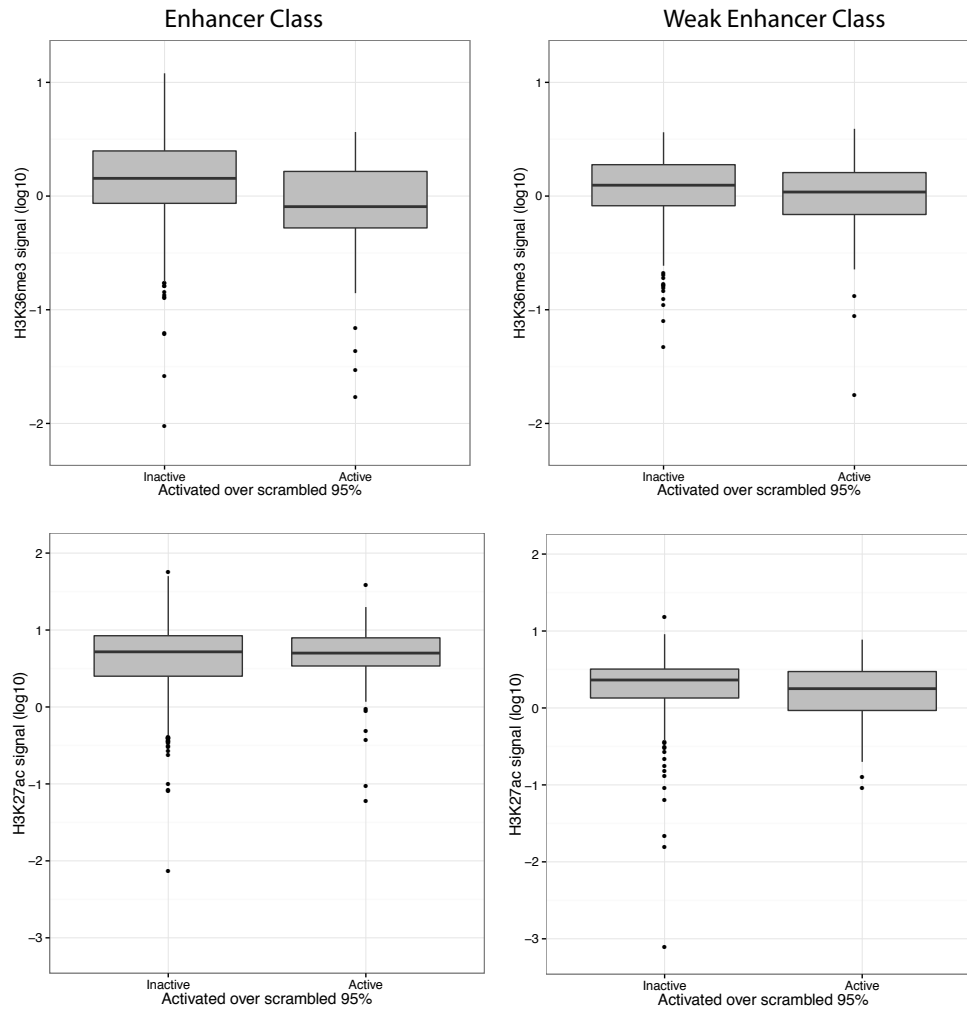 Enhancer Class
Weak Enhancer Class
H3K36me3 signal (log10)
1
0
−1
−2
Inactive
Active
Activated over scrambled 95%
H3K36me3 signal (log10)
1
0
−1
−2
Inactive
Active
Activated over scrambled 95%
H3K27ac signal (log10)
2
1
0
−1
−2
−3
Inactive
Active
Activated over scrambled 95%
H3K27ac signal (log10)
2
1
0
−1
−2
−3
Inactive
Active
Activated over scrambled 95%